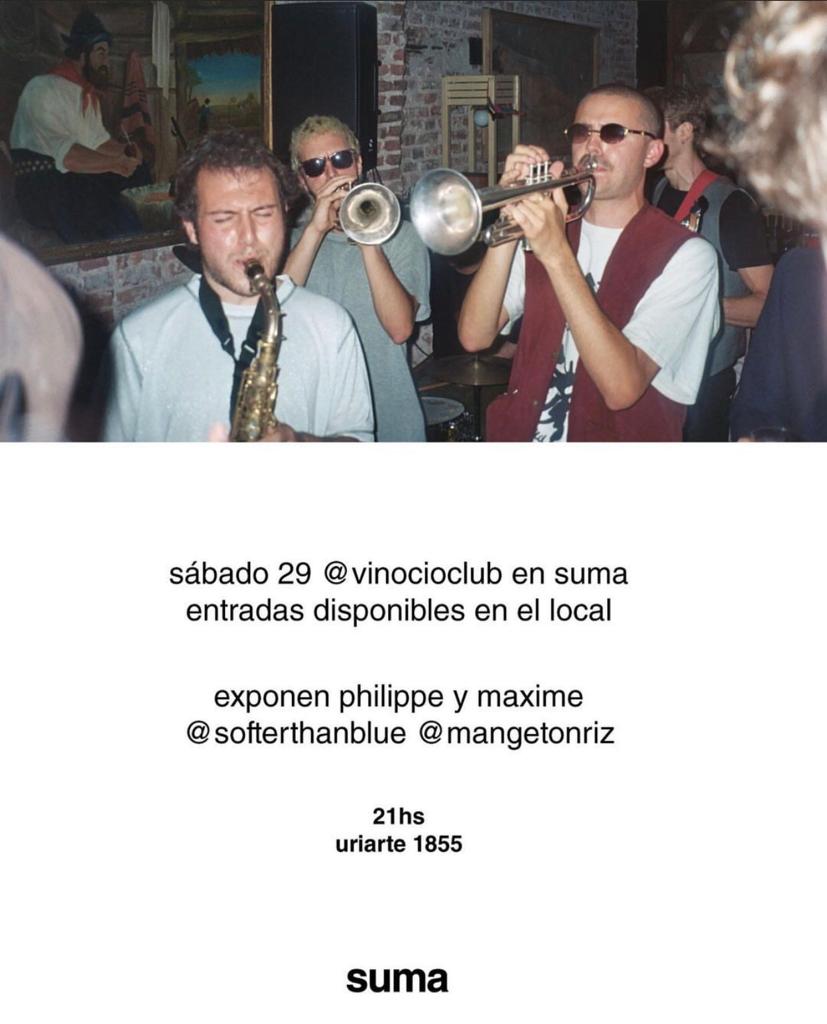 sábado 29 @vinocioclub en suma
entradas disponibles en el local
exponen philippe y maxime
@softerthanblue @mangetonriz
21hs
uriarte 1855
suma